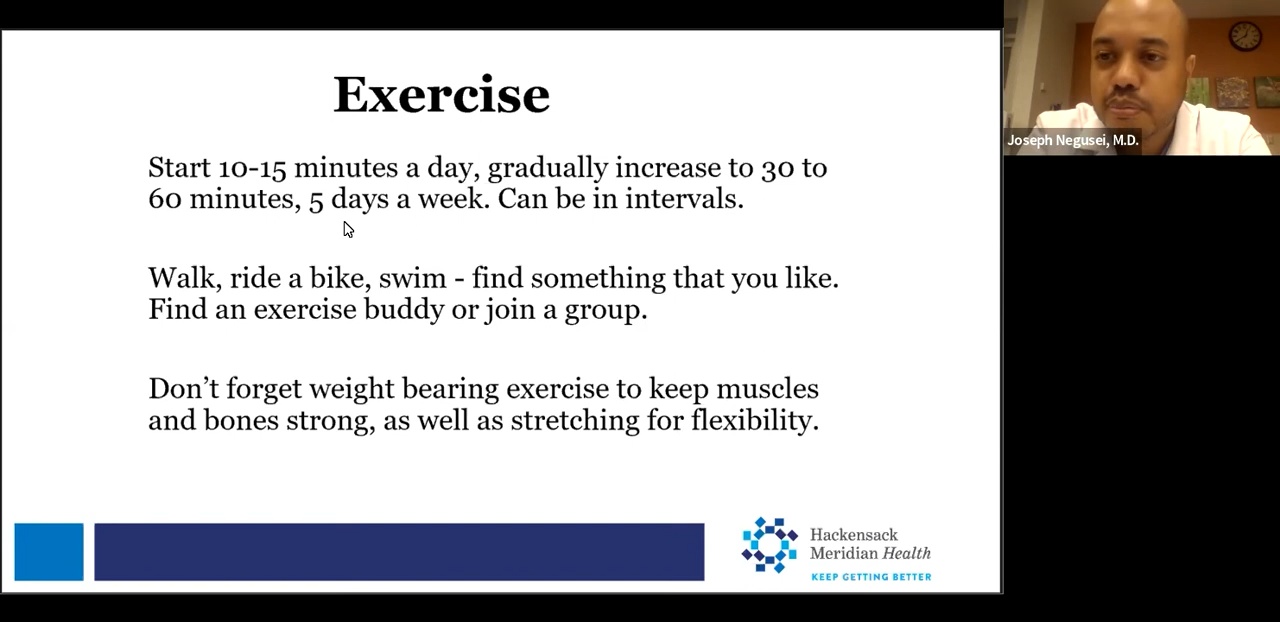 Exercise
Start 10-15 minutes a day, gradually increase to 30 to
60 minutes, 5 days a week. Can be in intervals.
Walk, ride a bike, swim - find something that you like.
Find an exercise buddy or join a group.
Don’t forget weight bearing exercise to keep muscles
and bones strong, as well as stretching for flexibility.
Hackensack
Meridian Health
KEEP GETTING BETTER
Joseph Negusei, M.D.